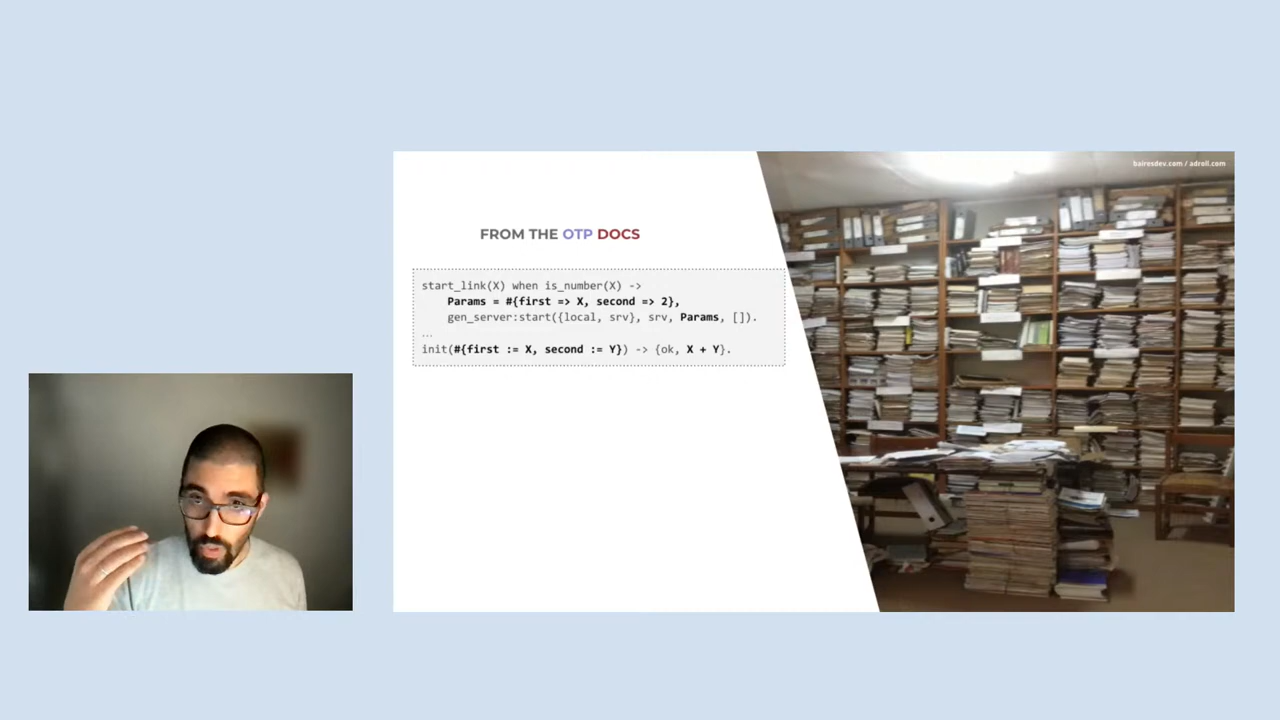 bairesdev.com / adroll.com
FROM THE OTP DOCS
start_link(X) when is_number(X) ->
    Params = #{first => X, second => 2},
    gen_server:start({local, srv}, srv, Params, []).
...
init(#{first := X, second := Y}) -> {ok, X + Y}.